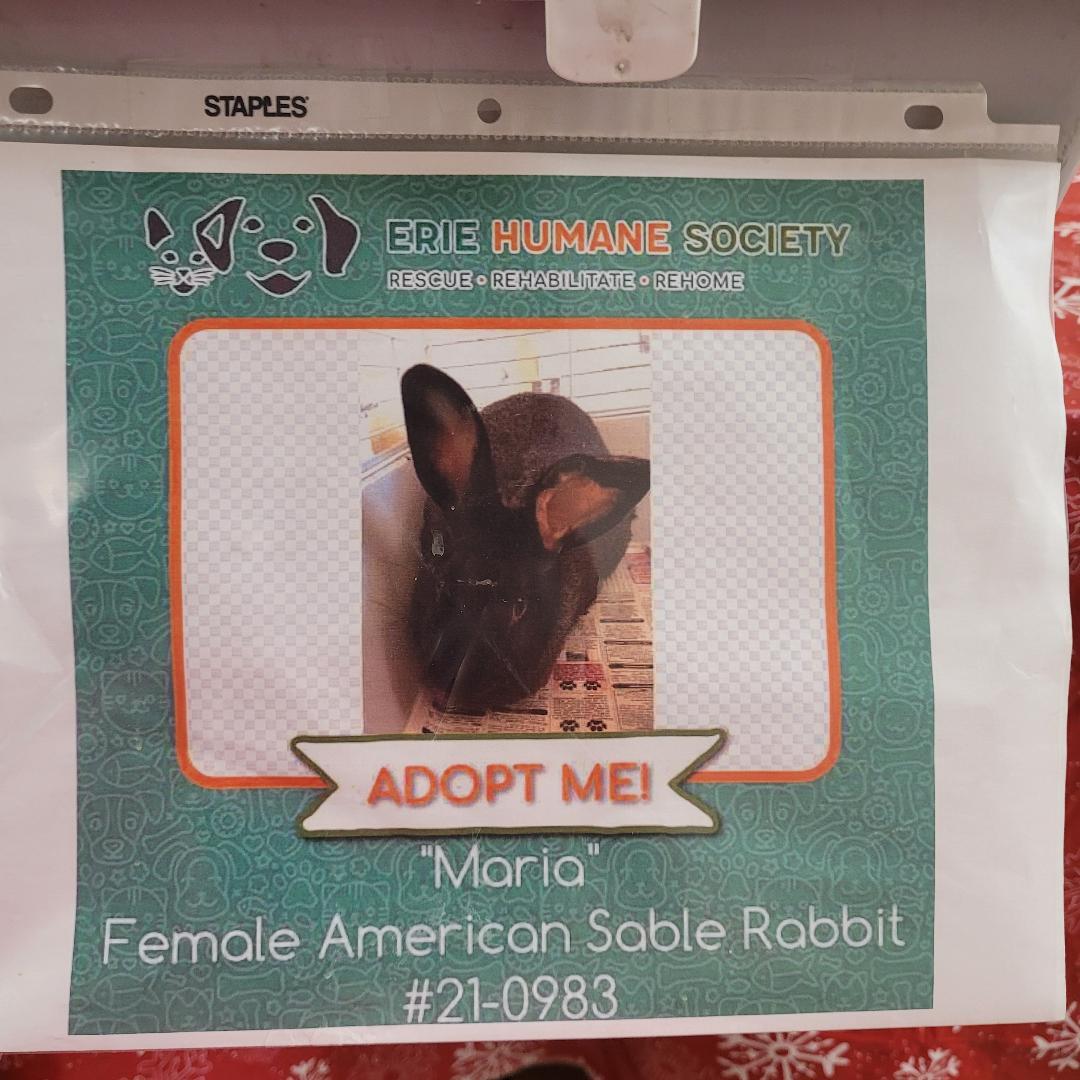 STAPLES
ERIE HUMANE SOCIETY
RESCUE • REHABILITATE • REHOME
ADOPT ME!
"Maria"
Female American Sable Rabbit
#21-0983